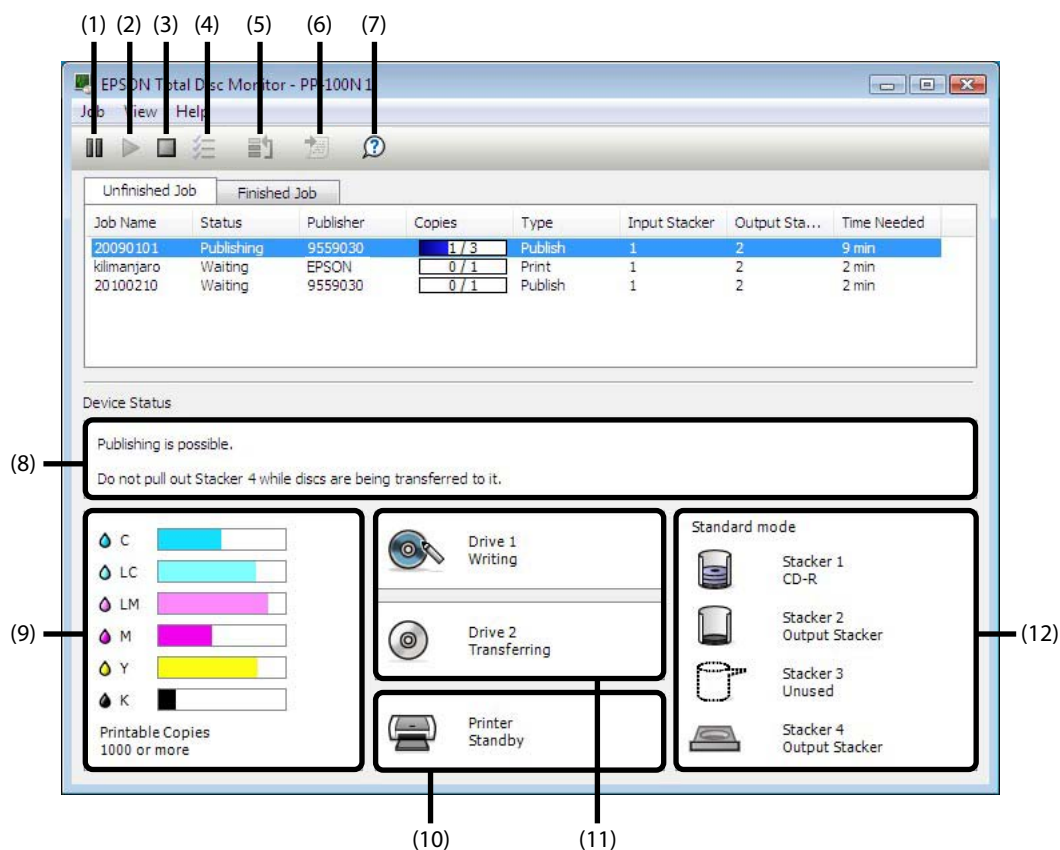 (1) (2) (3) (4) (5) (6) (7)
EPSON Total Disc Monitor - PP-100N 1
Job View Help
Unfinished Job Finished Job
Job Name Status Publisher Copies Type Input Stacker Output Sta... Time Needed
20090101 Publishing 9559030 1 / 3 Publish 1 2 9 min
kilimanjaro Waiting EPSON 0 / 1 Print 1 2 2 min
20100210 Waiting 9559030 0 / 1 Publish 1 2 2 min
Device Status
(8)
Publishing is possible.
Do not pull out Stacker 4 while discs are being transferred to it.
(9)
C
LC
LM
M
Y
K
Printable Copies
1000 or more
Drive 1
Writing
Drive 2
Transferring
Printer
Standby
Standard mode
Stacker 1
CD-R
Stacker 2
Output Stacker
Stacker 3
Unused
Stacker 4
Output Stacker
(12)
(10) (11)